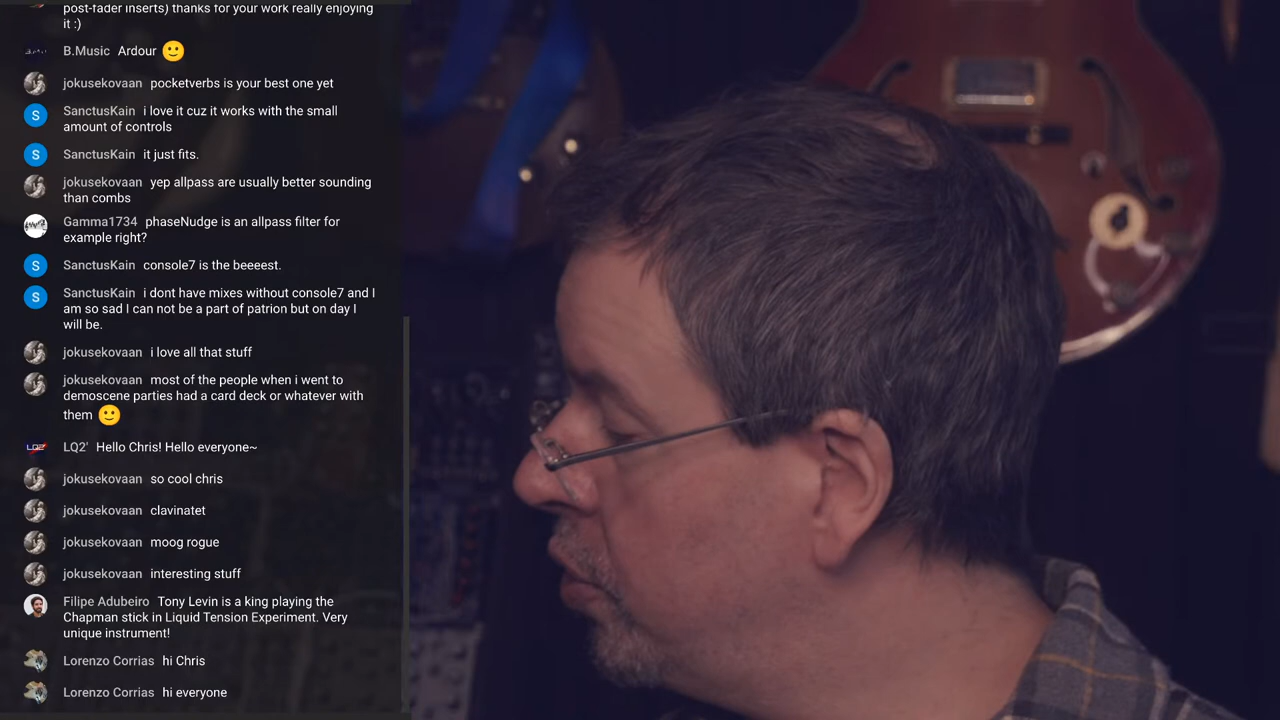 post-fader inserts) thanks for your work really enjoying
it :)
B.Music Ardour 🙂
jokusekovaan pocketverbs is your best one yet
S SanctusKain i love it cuz it works with the small
amount of controls
S SanctusKain it just fits.
jokusekovaan yep allpass are usually better sounding
than combs
Gamma1734 phaseNudge is an allpass filter for
example right?
S SanctusKain console7 is the beeeest.
S SanctusKain i dont have mixes without console7 and I
am so sad I can not be a part of patrion but on day I
will be.
jokusekovaan i love all that stuff
jokusekovaan most of the people when i went to
demoscene parties had a card deck or whatever with
them 🙂
LQ2' Hello Chris! Hello everyone~
jokusekovaan so cool chris
jokusekovaan clavinatet
jokusekovaan moog rogue
jokusekovaan interesting stuff
Filipe Adubeiro Tony Levin is a king playing the
Chapman stick in Liquid Tension Experiment. Very
unique instrument!
Lorenzo Corrias hi Chris
Lorenzo Corrias hi everyone